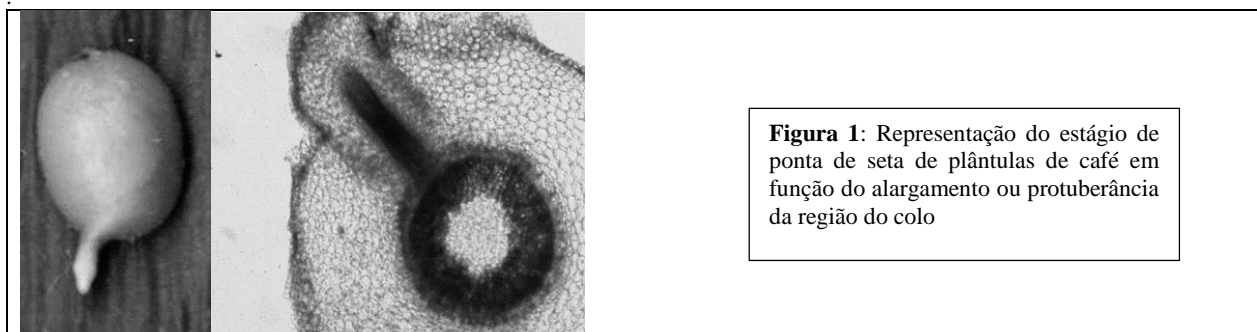 .
Figura 1: Representação do estágio de
ponta de seta de plântulas de café em
função do alargamento ou protuberância
da região do colo